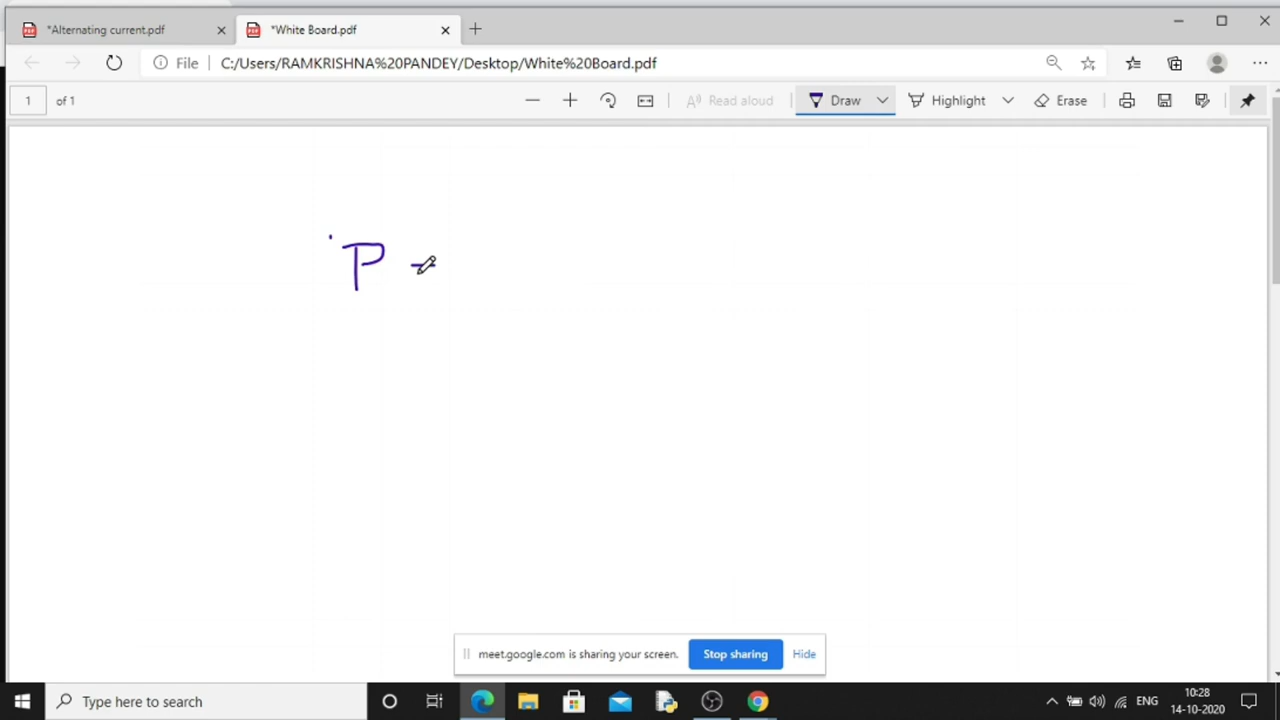 *Alternating current.pdf
*White Board.pdf
File
C:/Users/RAMKRISHNA%20PANDEY/Desktop/White%20Board.pdf
1 of 1 Read aloud Draw Highlight Erase
P
meet.google.com is sharing your screen. Stop sharing Hide
Type here to search
ENG
10:28
14-10-2020